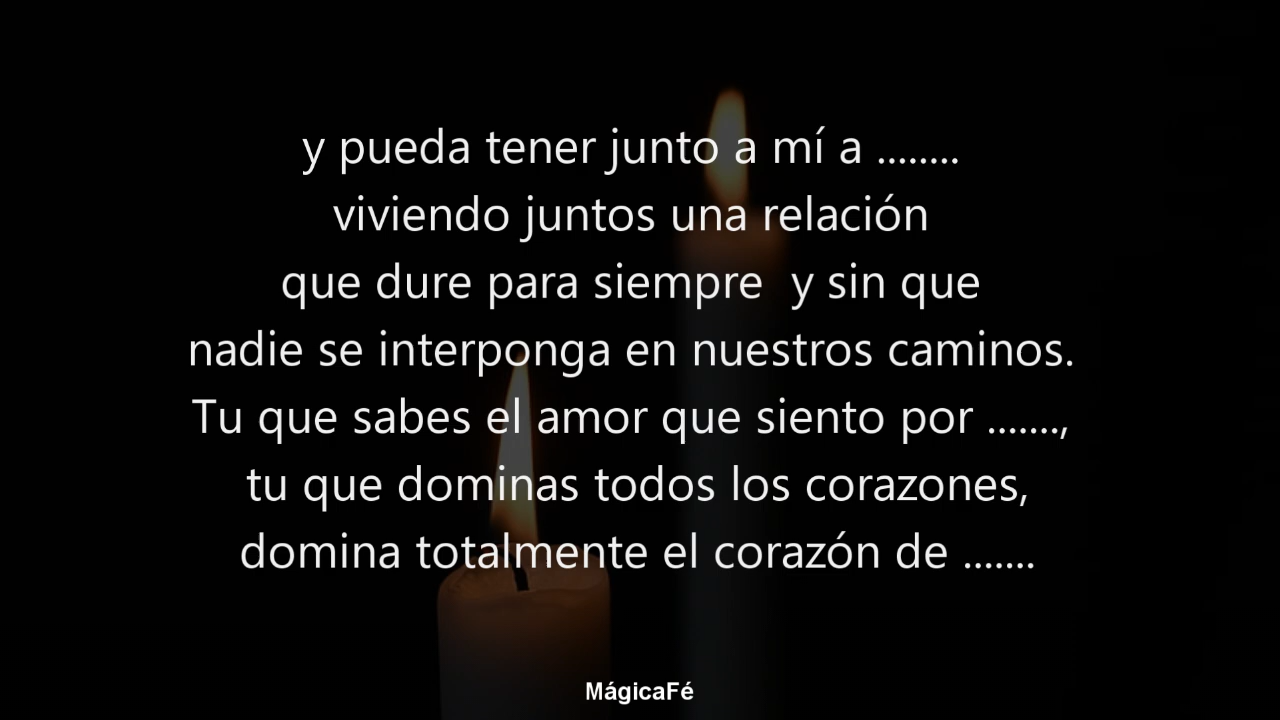 y pueda tener junto a mí a ........
viviendo juntos una relación
que dure para siempre  y sin que
nadie se interponga en nuestros caminos.
Tu que sabes el amor que siento por .......,
tu que dominas todos los corazones,
domina totalmente el corazón de .......
MágicaFé